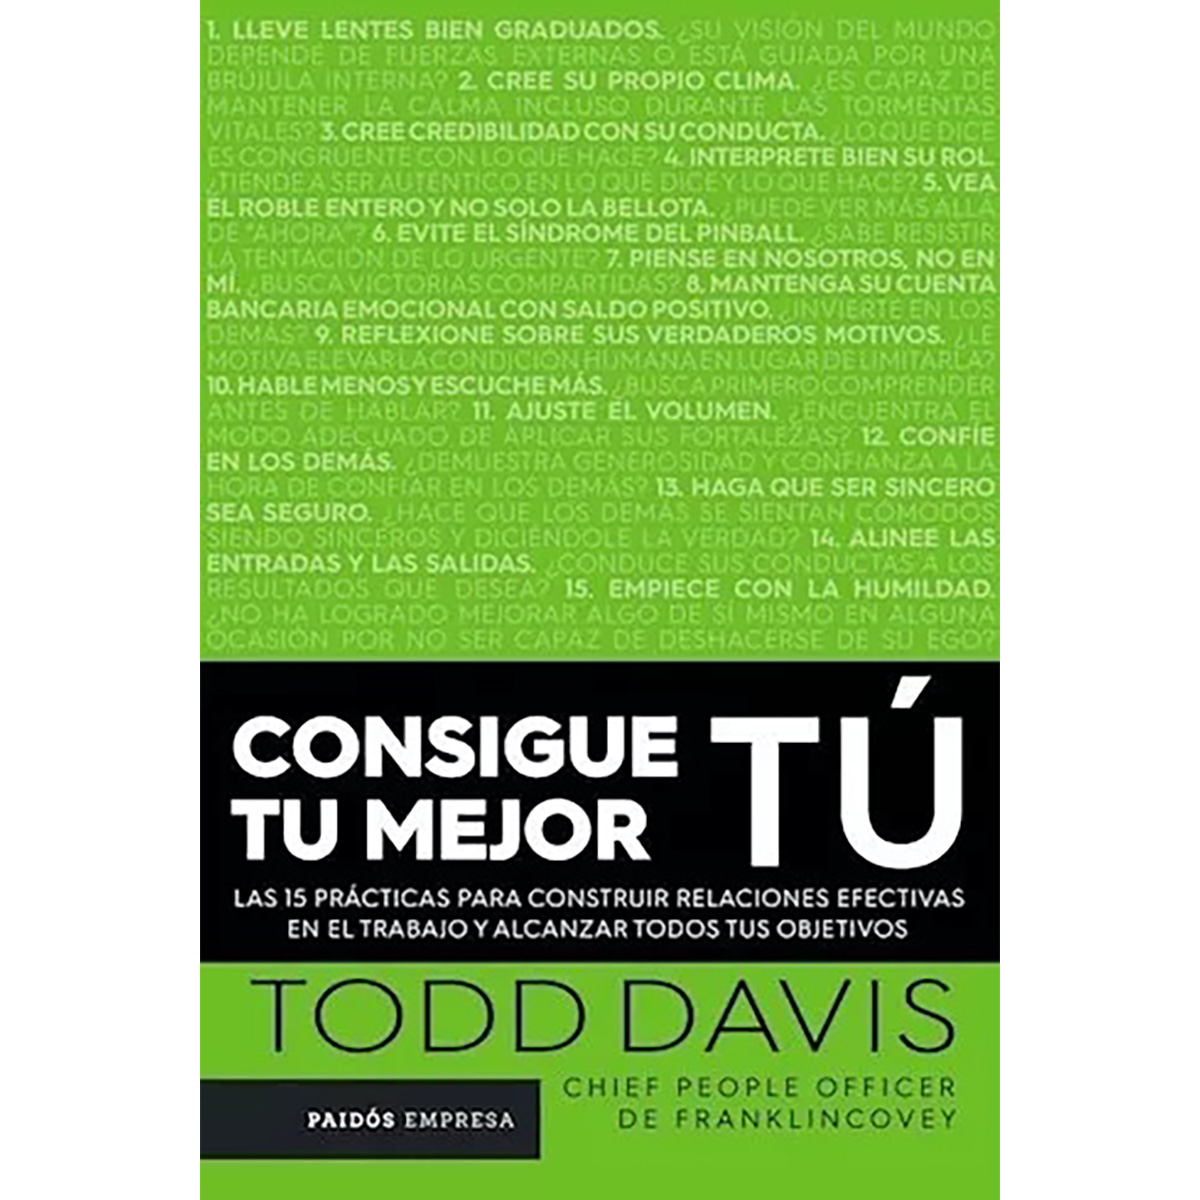 1. LLEVE LENTES BIEN GRADUADOS. ¿SU VISIÓN DEL MUNDO
DEPENDE DE FUERZAS EXTERNAS O ESTÁ GUIADA POR UNA
BRÚJULA INTERNA? 2. CREE SU PROPIO CLIMA. ¿ES CAPAZ DE
MANTENER LA CALMA INCLUSO DURANTE LAS TORMENTAS
VITALES? 3. CREE CREDIBILIDAD CON SU CONDUCTA. ¿LO QUE DICE
ES CONGRUENTE CON LO QUE HACE? 4. INTERPRETE BIEN SU ROL.
¿TIENDE A SER AUTÉNTICO EN LO QUE DICE Y LO QUE HACE? 5. VEA
EL ROBLE ENTERO Y NO SOLO LA BELLOTA. ¿PUEDE VER MÁS ALLÁ
DE "AHORA"? 6. EVITE EL SÍNDROME DEL PINBALL. ¿SABE RESISTIR
LA TENTACIÓN DE LO URGENTE? 7. PIENSE EN NOSOTROS, NO EN
MÍ. ¿BUSCA VICTORIAS COMPARTIDAS? 8. MANTENGA SU CUENTA
BANCARIA EMOCIONAL CON SALDO POSITIVO. ¿INVIERTE EN LOS
DEMÁS? 9. REFLEXIONE SOBRE SUS VERDADEROS MOTIVOS. ¿LE
MOTIVA ELEVAR LA CONDICIÓN HUMANA EN LUGAR DE LIMITARLA?
10. HABLE MENOS Y ESCUCHE MÁS. ¿BUSCA PRIMERO COMPRENDER
ANTES DE HABLAR? 11. AJUSTE EL VOLUMEN. ¿ENCUENTRA EL
MODO ADECUADO DE APLICAR SUS FORTALEZAS? 12. CONFÍE
EN LOS DEMÁS. ¿DEMUESTRA GENEROSIDAD Y CONFIANZA A LA
HORA DE CONFIAR EN LOS DEMÁS? 13. HAGA QUE SER SINCERO
SEA SEGURO. ¿HACE QUE LOS DEMÁS SE SIENTAN CÓMODOS
SIENDO SINCEROS Y DICIÉNDOLE LA VERDAD? 14. ALINEE LAS
ENTRADAS Y LAS SALIDAS. ¿CONDUCE SUS CONDUCTAS A LOS
RESULTADOS QUE DESEA? 15. EMPIECE CON LA HUMILDAD.
¿NO HA LOGRADO MEJORAR ALGO DE SÍ MISMO EN ALGUNA
OCASIÓN POR NO SER CAPAZ DE DESHACERSE DE SU EGO?
CONSIGUE TÚ
TU MEJOR
LAS 15 PRÁCTICAS PARA CONSTRUIR RELACIONES EFECTIVAS
EN EL TRABAJO Y ALCANZAR TODOS TUS OBJETIVOS
TODD DAVIS
CHIEF PEOPLE OFFICER
DE FRANKLINCOVEY
PAIDÓS EMPRESA